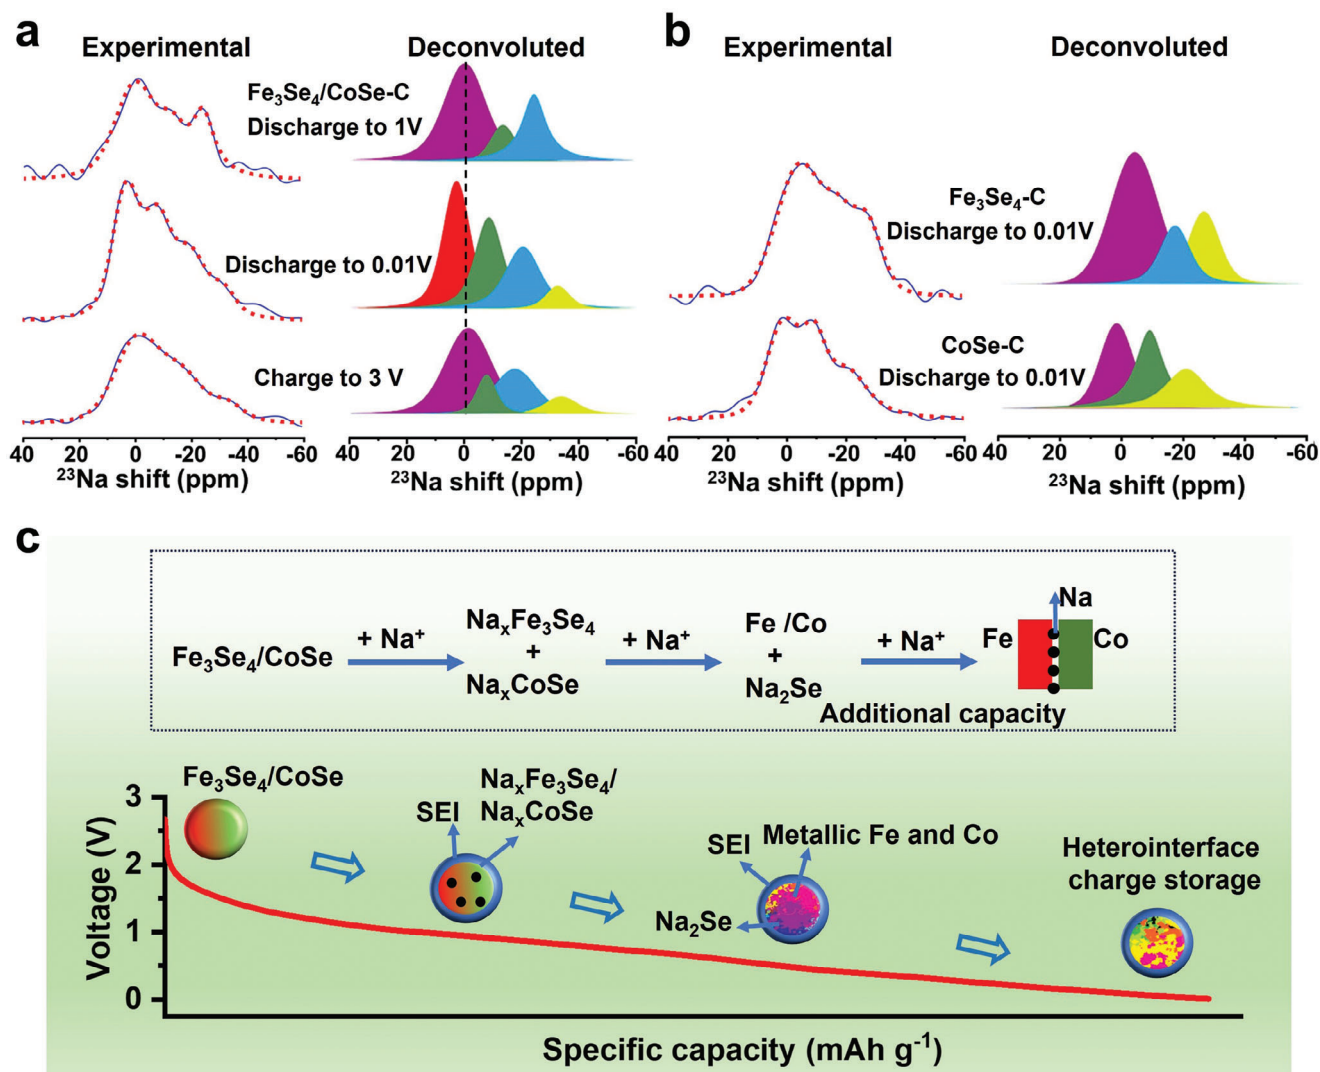 a
Experimental
Deconvoluted
Fe₃Se₄/CoSe-C
Discharge to 1V
Discharge to 0.01V
Charge to 3 V
40 20 0 -20 -40 -60
²³Na shift (ppm)
40 20 0 -20 -40 -60
²³Na shift (ppm)
b
Experimental
Deconvoluted
Fe₃Se₄-C
Discharge to 0.01V
CoSe-C
Discharge to 0.01V
40 20 0 -20 -40 -60
²³Na shift (ppm)
40 20 0 -20 -40 -60
²³Na shift (ppm)
c
Fe₃Se₄/CoSe
+ Na⁺
NaₓFe₃Se₄
+
NaₓCoSe
+ Na⁺
Fe /Co
+
Na₂Se
+ Na⁺
Na
Fe
Co
Additional capacity
Fe₃Se₄/CoSe
SEI
NaₓFe₃Se₄/
NaₓCoSe
SEI
Metallic Fe and Co
Na₂Se
Heterointerface
charge storage
3
2
1
0
Voltage (V)
Specific capacity (mAh g⁻¹)